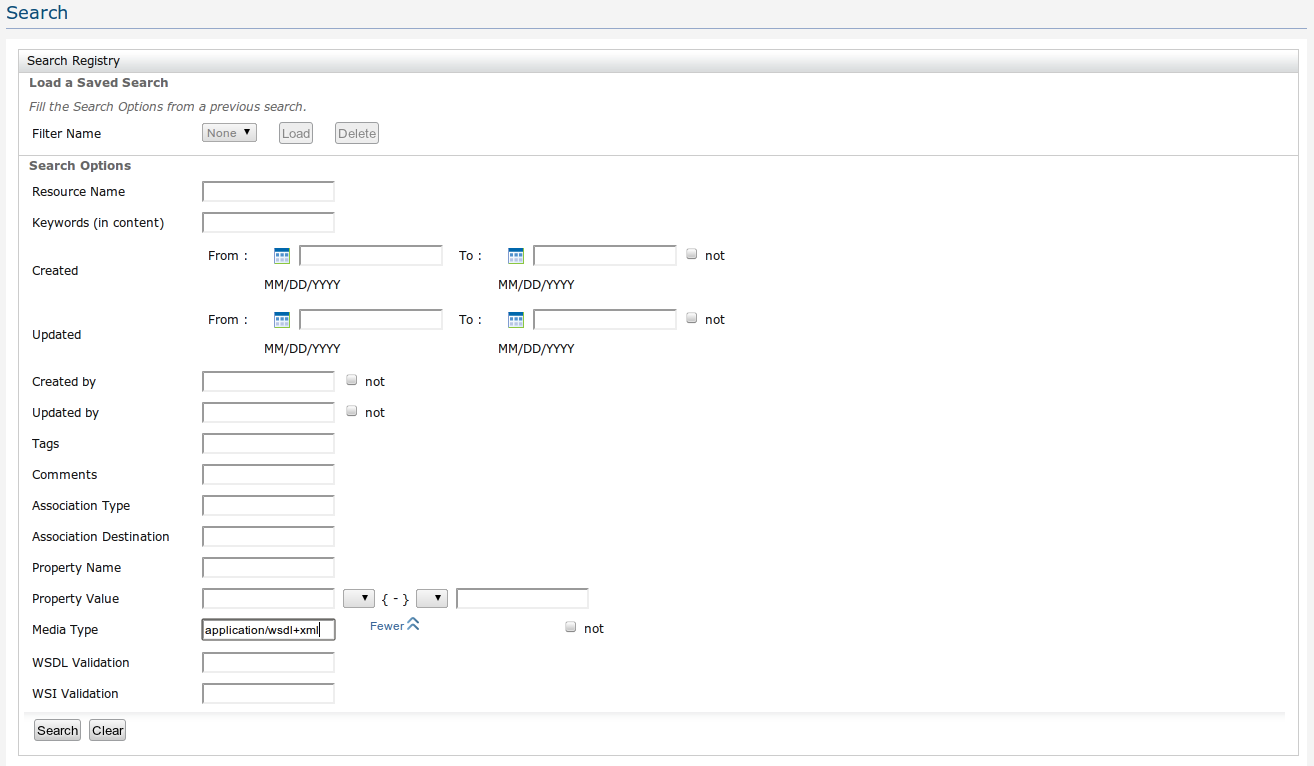 Search
Search Registry
Load a Saved Search
Fill the Search Options from a previous search.
Filter Name None Load Delete
Search Options
Resource Name
Keywords (in content)
From : To : not
Created
MM/DD/YYYY MM/DD/YYYY
From : To : not
Updated
MM/DD/YYYY MM/DD/YYYY
Created by not
Updated by not
Tags
Comments
Association Type
Association Destination
Property Name
Property Value { - }
Media Type application/wsdl+xml Fewer not
WSDL Validation
WSI Validation
Search Clear